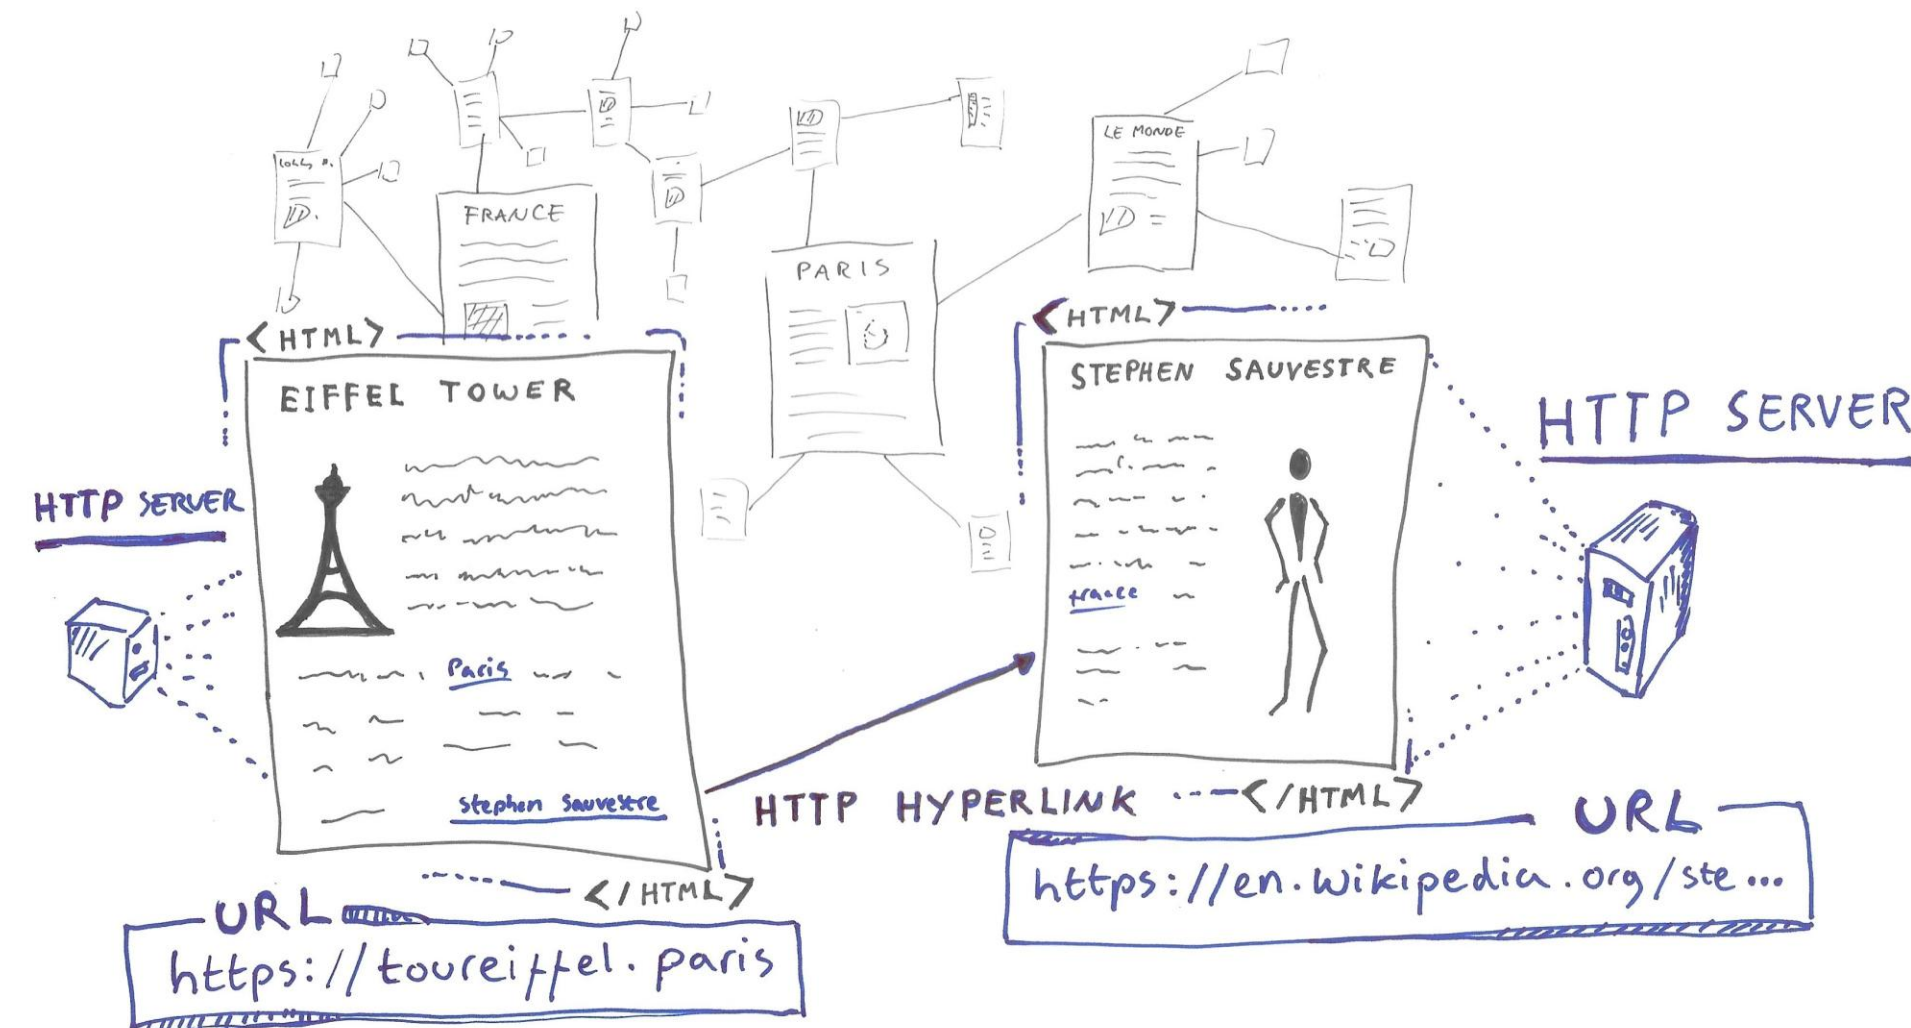 FRANCE
LE MONDE
PARIS
<HTML>
EIFFEL TOWER
HTTP SERVER
Paris
Stephen Sauvestre
</HTML>
URL
https://toureiffel.paris
HTTP HYPERLINK
<HTML>
STEPHEN SAUVESTRE
france
</HTML>
HTTP SERVER
URL
https://en.wikipedia.org/ste...